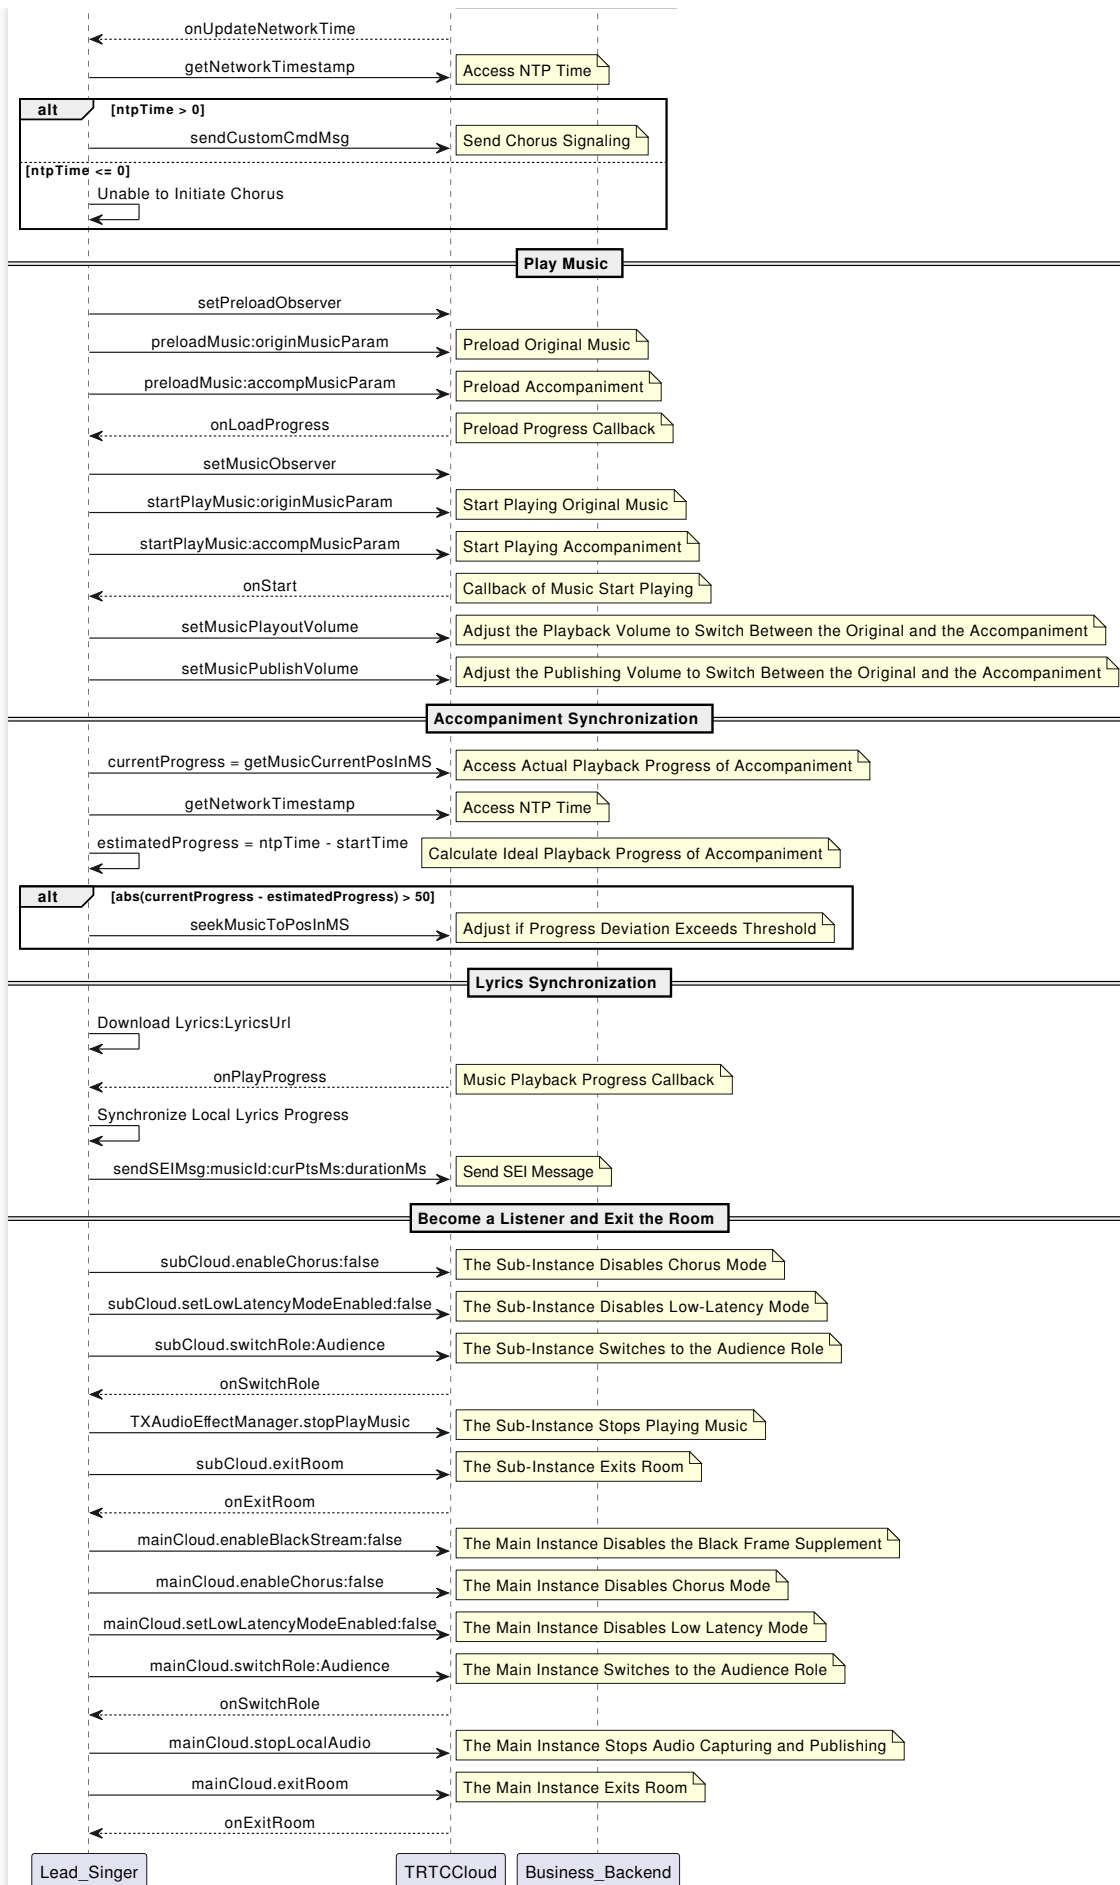 onUpdateNetworkTime
getNetworkTimestamp
Access NTP Time
alt
[ntpTime > 0]
sendCustomCmdMsg
Send Chorus Signaling
[ntpTime <= 0]
Unable to Initiate Chorus
Play Music
setPreloadObserver
preloadMusic:originMusicParam
Preload Original Music
preloadMusic:accompMusicParam
Preload Accompaniment
onLoadProgress
Preload Progress Callback
setMusicObserver
startPlayMusic:originMusicParam
Start Playing Original Music
startPlayMusic:accompMusicParam
Start Playing Accompaniment
onStart
Callback of Music Start Playing
setMusicPlayoutVolume
Adjust the Playback Volume to Switch Between the Original and the Accompaniment
setMusicPublishVolume
Adjust the Publishing Volume to Switch Between the Original and the Accompaniment
Accompaniment Synchronization
currentProgress = getMusicCurrentPosInMS
Access Actual Playback Progress of Accompaniment
getNetworkTimestamp
Access NTP Time
estimatedProgress = ntpTime - startTime
Calculate Ideal Playback Progress of Accompaniment
alt
[abs(currentProgress - estimatedProgress) > 50]
seekMusicToPosInMS
Adjust if Progress Deviation Exceeds Threshold
Lyrics Synchronization
Download Lyrics:LyricsUrl
onPlayProgress
Music Playback Progress Callback
Synchronize Local Lyrics Progress
sendSEIMsg:musicId:curPtsMs:durationMs
Send SEI Message
Become a Listener and Exit the Room
subCloud.enableChorus:false
The Sub-Instance Disables Chorus Mode
subCloud.setLowLatencyModeEnabled:false
The Sub-Instance Disables Low-Latency Mode
subCloud.switchRole:Audience
The Sub-Instance Switches to the Audience Role
onSwitchRole
TXAudioEffectManager.stopPlayMusic
The Sub-Instance Stops Playing Music
subCloud.exitRoom
The Sub-Instance Exits Room
onExitRoom
mainCloud.enableBlackStream:false
The Main Instance Disables the Black Frame Supplement
mainCloud.enableChorus:false
The Main Instance Disables Chorus Mode
mainCloud.setLowLatencyModeEnabled:false
The Main Instance Disables Low Latency Mode
mainCloud.switchRole:Audience
The Main Instance Switches to the Audience Role
onSwitchRole
mainCloud.stopLocalAudio
The Main Instance Stops Audio Capturing and Publishing
mainCloud.exitRoom
The Main Instance Exits Room
onExitRoom
Lead_Singer
TRTCCloud
Business_Backend